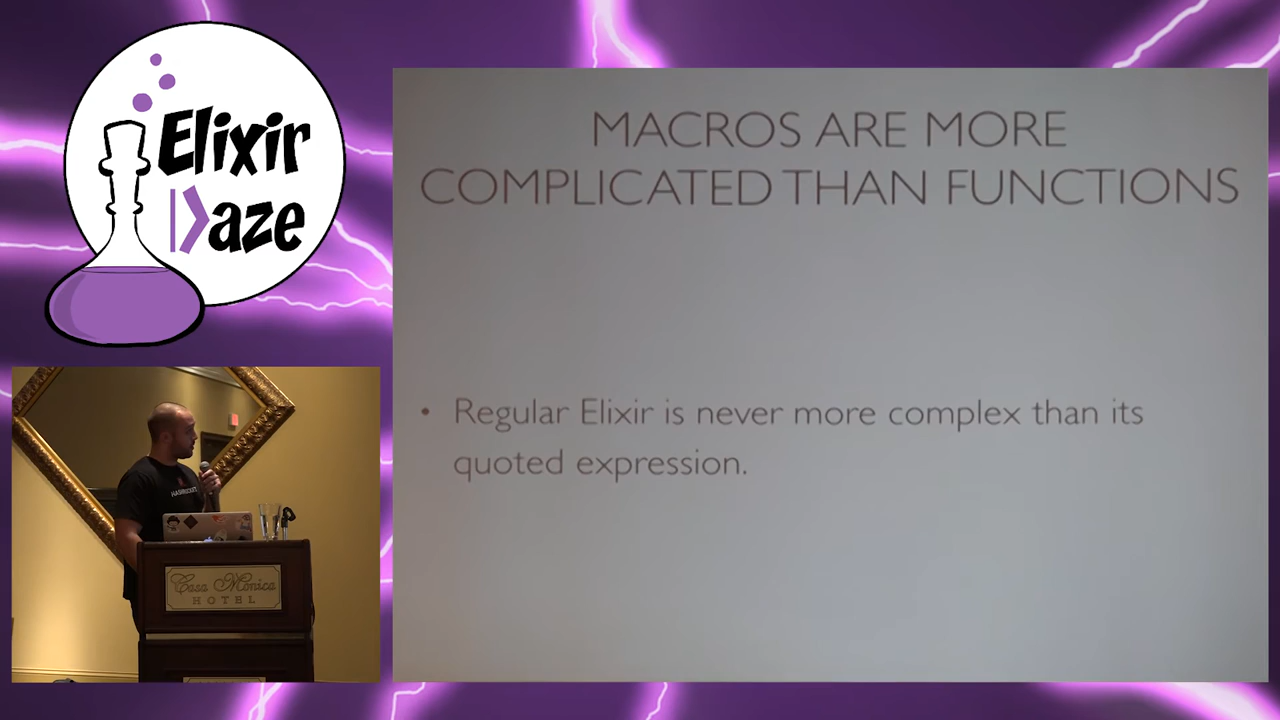 Elixir
|>aze
MACROS ARE MORE
COMPLICATED THAN FUNCTIONS
• Regular Elixir is never more complex than its
quoted expression.
HASHROCKET
Casa Monica
HOTEL